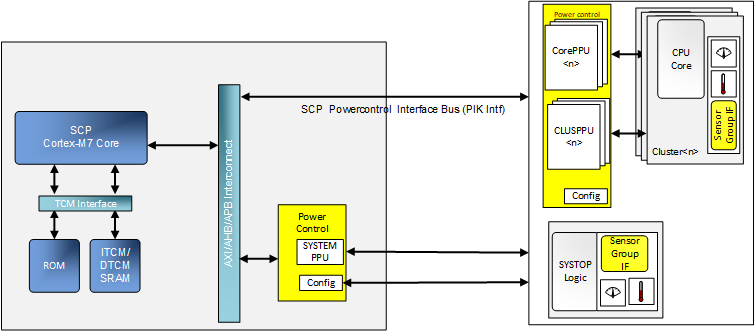 Power control
CorePPU
<n>
CPU
Core
Sensor
Group IF
CLUSPPU
<n>
Cluster<n>
Config
SCP Powercontrol Interface Bus (PIK Intf)
SCP
Cortex-M7 Core
AXI/AHB/APB Interconnect
TCM Interface
ROM
ITCM/
DTCM
SRAM
Power
Control
SYSTEM
PPU
Config
SYSTOP
Logic
Sensor
Group
IF